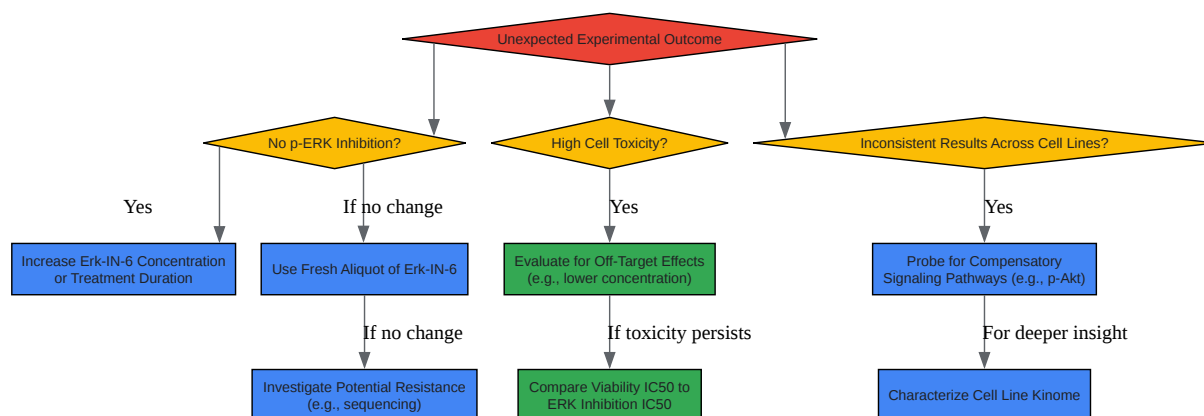 Unexpected Experimental Outcome
No p-ERK Inhibition?
High Cell Toxicity?
Inconsistent Results Across Cell Lines?
Yes
If no change
Yes
Yes
Increase Erk-IN-6 Concentration
or Treatment Duration
Use Fresh Aliquot of Erk-IN-6
Evaluate for Off-Target Effects
(e.g., lower concentration)
Probe for Compensatory
Signaling Pathways (e.g., p-Akt)
If no change
If toxicity persists
For deeper insight
Investigate Potential Resistance
(e.g., sequencing)
Compare Viability IC50 to
ERK Inhibition IC50
Characterize Cell Line Kinome